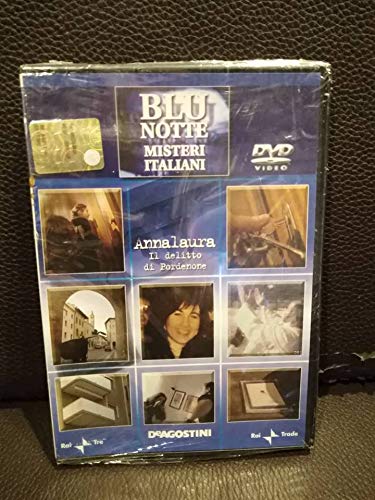 BLU
NOTTE
MISTERI
ITALIANI
DVD
VIDEO
Annalaura
Il delitto
di Pordenone
Rai Tre
DeAGOSTINI
Rai Trade